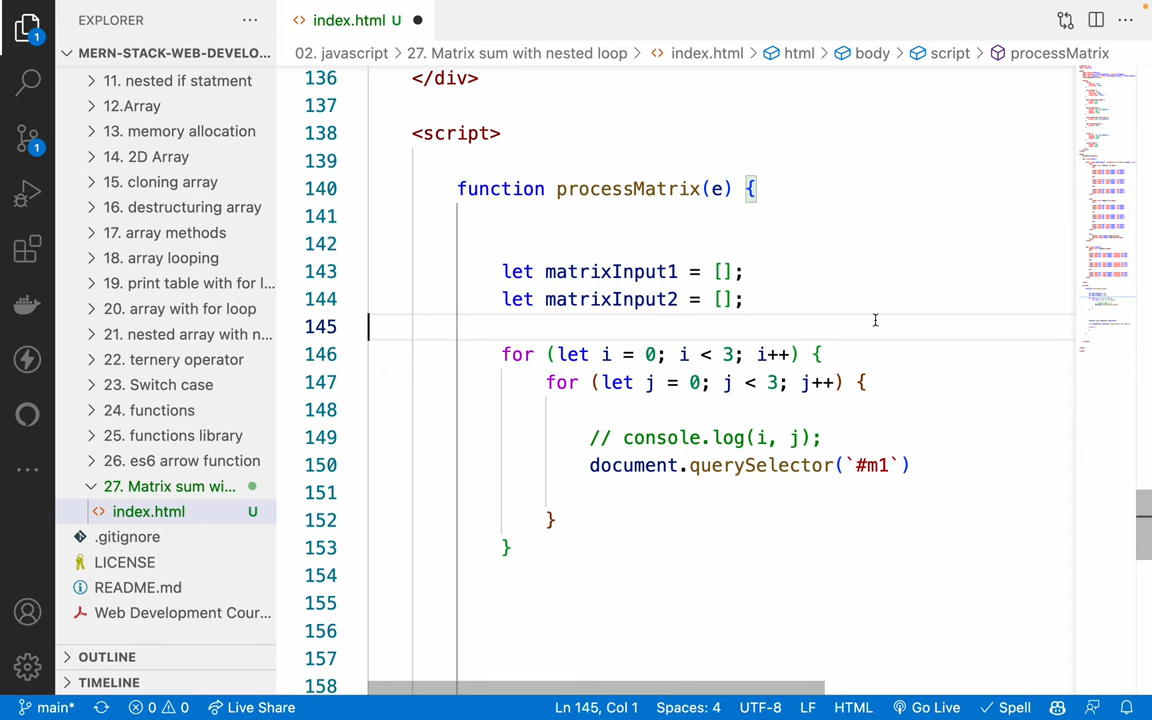 EXPLORER
index.html U
MERN-STACK-WEB-DEVELO...
02. javascript > 27. Matrix sum with nested loop > index.html > html > body > script > processMatrix
11. nested if statment
12.Array
13. memory allocation
14. 2D Array
15. cloning array
16. destructuring array
17. array methods
18. array looping
19. print table with for l...
20. array with for loop
21. nested array with n...
22. ternery operator
23. Switch case
24. functions
25. functions library
26. es6 arrow function
27. Matrix sum wi...
index.html U
.gitignore
LICENSE
README.md
Web Development Cour...
OUTLINE
TIMELINE
136 </div>
137
138 <script>
139
140 function processMatrix(e) {
141
142
143 let matrixInput1 = [];
144 let matrixInput2 = [];
145
146 for (let i = 0; i < 3; i++) {
147 for (let j = 0; j < 3; j++) {
148
149 // console.log(i, j);
150 document.querySelector(`#m1`)
151
152 }
153 }
154
155
156
157
158
1
1
main*
0 0
Live Share
Ln 145, Col 1
Spaces: 4
UTF-8
LF
HTML
Go Live
Spell